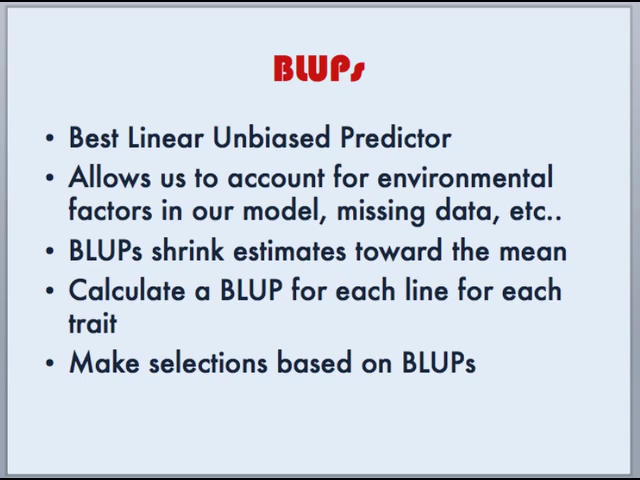 BLUPs
• Best Linear Unbiased Predictor
• Allows us to account for environmental
factors in our model, missing data, etc..
• BLUPs shrink estimates toward the mean
• Calculate a BLUP for each line for each
trait
• Make selections based on BLUPs